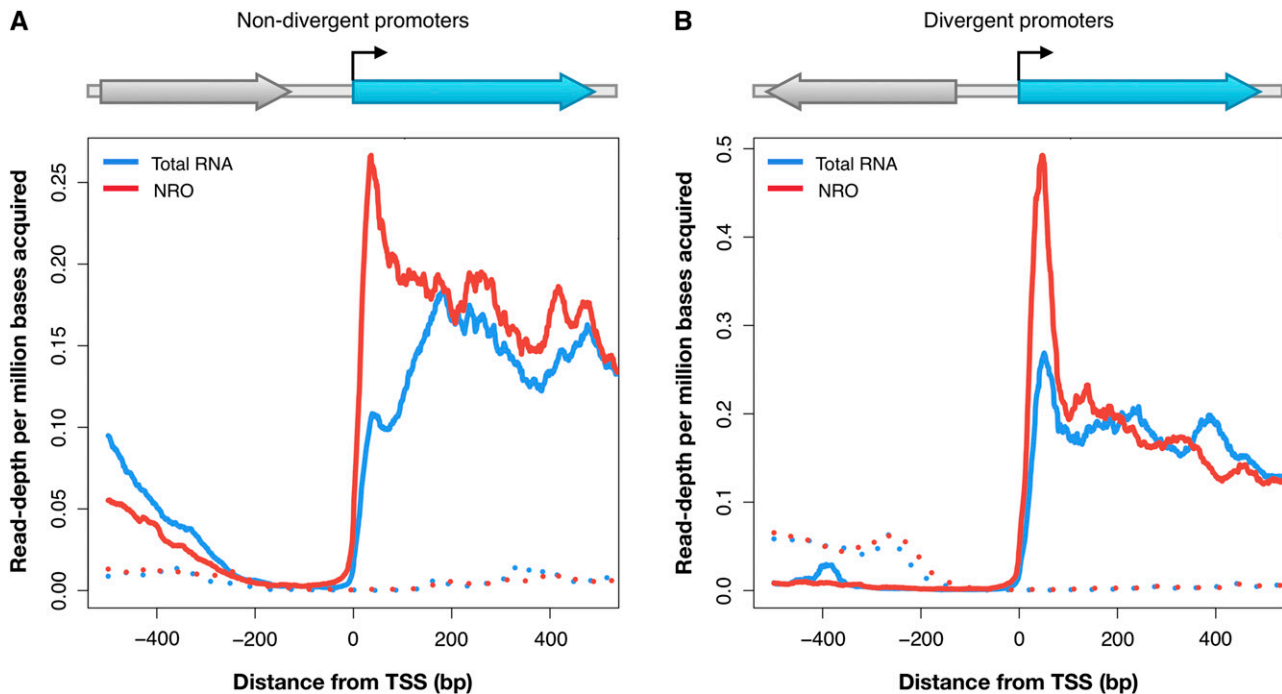 A
Non-divergent promoters
Total RNA
NRO
Read-depth per million bases acquired
0.25
0.20
0.15
0.10
0.05
0.00
−400
−200
0
200
400
Distance from TSS (bp)
B
Divergent promoters
Total RNA
NRO
Read-depth per million bases acquired
0.5
0.4
0.3
0.2
0.1
0.0
−400
−200
0
200
400
Distance from TSS (bp)